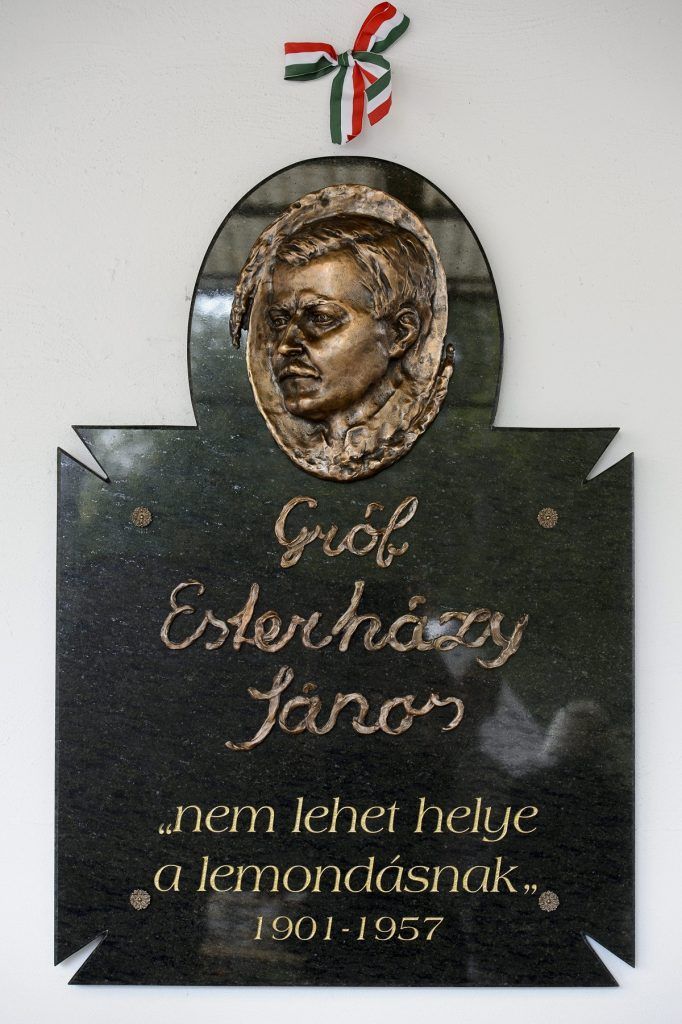 Gróf
Esterházy
János
„nem lehet helye
a lemondásnak„
1901-1957